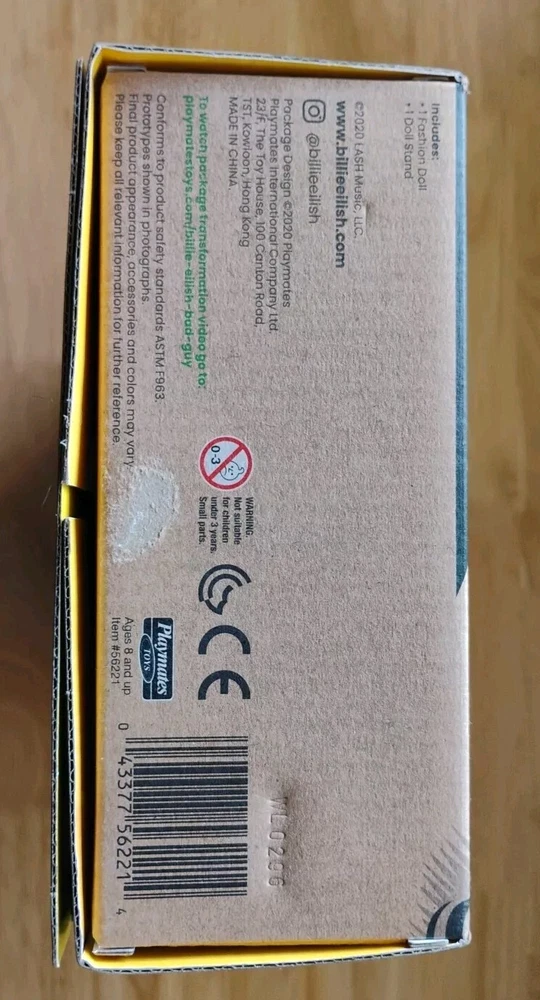 Includes:
• 1 Fashion Doll
• 1 Doll Stand
©2020 LASH Music, LLC.
www.billieeilish.com
@billieeilish
Package Design ©2020 Playmates
Playmates International Company Ltd.
23/F, The Toy House, 100 Canton Road,
TST, Kowloon, Hong Kong
MADE IN CHINA
To watch package transformation video go to:
playmatestoys.com/billie-eilish-bad-guy
Conforms to product safety standards ASTM F963.
Prototypes shown in photographs.
Final product appearance, accessories and colors may vary.
Please keep all relevant information for further reference.
0-3
WARNING.
Not suitable
for children
under 3 years.
Small parts.
CE
Playmates
TOYS
Ages 8 and up
Item #56221
WL0206
0 43377 56221 4